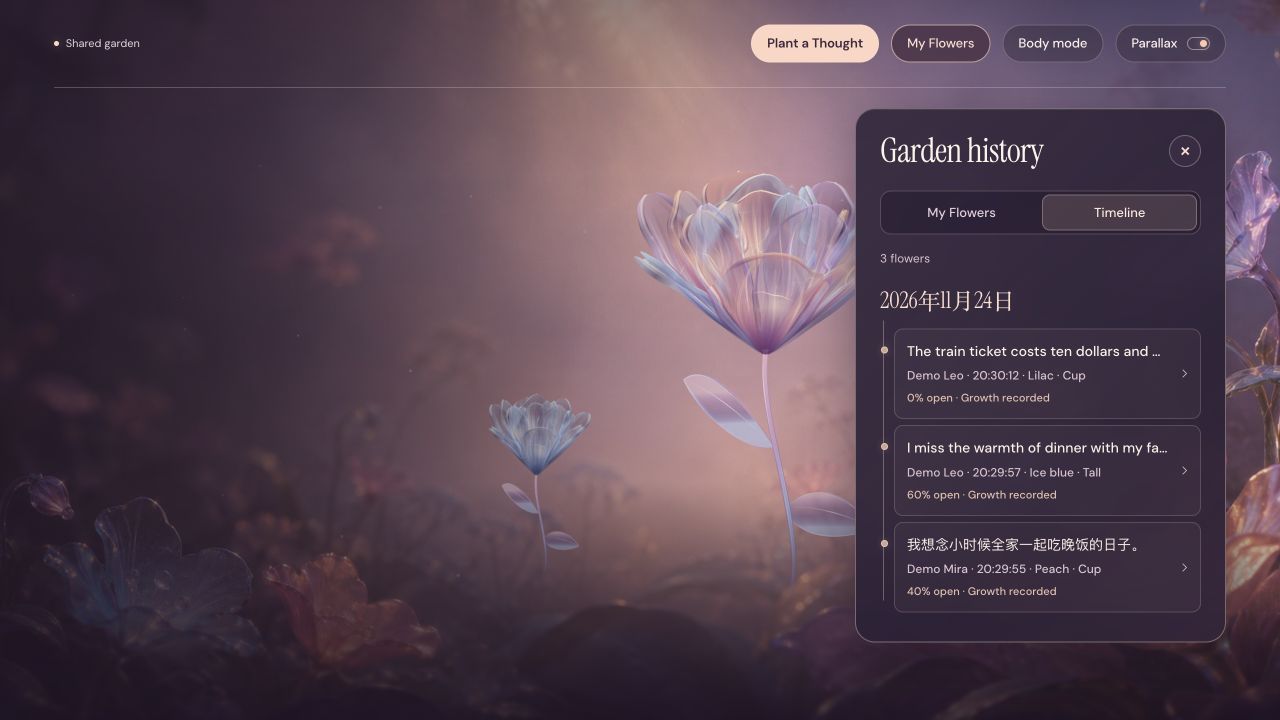 Shared garden
Plant a Thought
My Flowers
Body mode
Parallax
Garden history
×
My Flowers
Timeline
3 flowers
2026年11月24日
The train ticket costs ten dollars and ...
Demo Leo · 20:30:12 · Lilac · Cup
0% open · Growth recorded
I miss the warmth of dinner with my fa...
Demo Leo · 20:29:57 · Ice blue · Tall
60% open · Growth recorded
我想念小时候全家一起吃晚饭的日子。
Demo Mira · 20:29:55 · Peach · Cup
40% open · Growth recorded